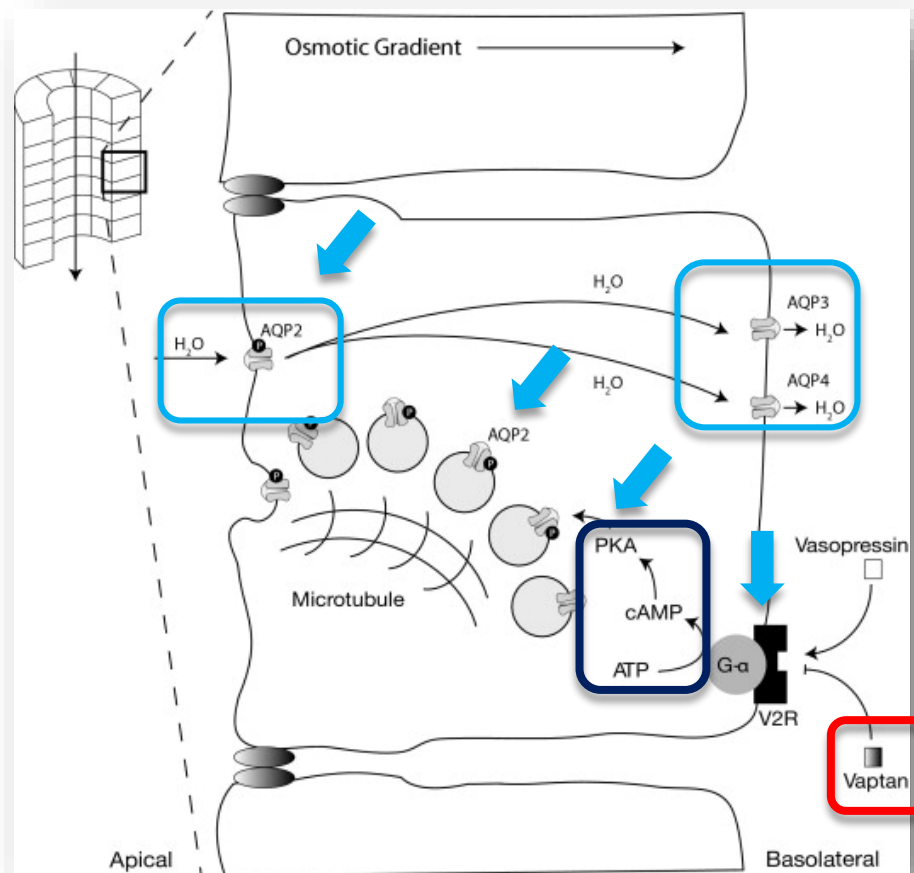 Osmotic Gradient
H₂O
AQP2
P
H₂O
H₂O
AQP3
H₂O
AQP4
H₂O
P
P
AQP2
P
P
P
Microtubule
PKA
cAMP
ATP
G-α
V2R
Vasopressin
Vaptan
Apical
Basolateral